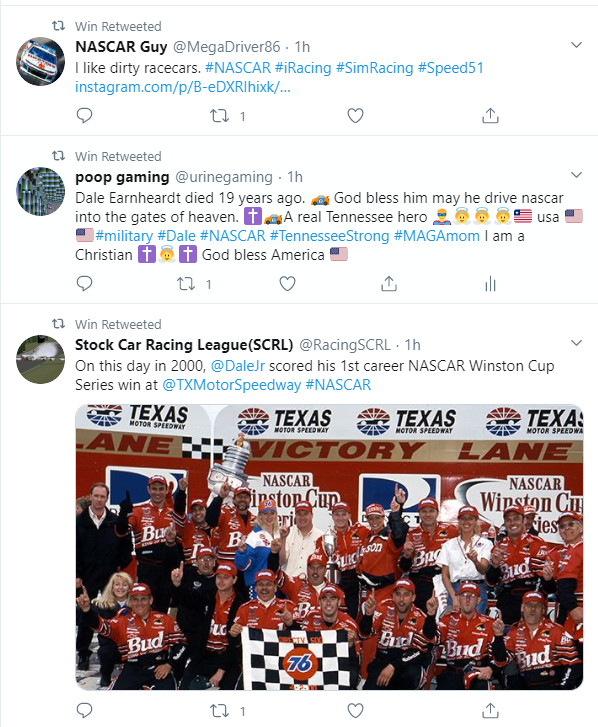 Win Retweeted
NASCAR Guy @MegaDriver86 · 1h
I like dirty racecars. #NASCAR #iRacing #SimRacing #Speed51
instagram.com/p/B-eDXRlhixk/...
1
Win Retweeted
poop gaming @urinegaming · 1h
Dale Earnheardt died 19 years ago. 🚓 God bless him may he drive nascar
into the gates of heaven. ✝️🚓A real Tennessee hero 👮😇😇😇🇱🇷 usa 🇺🇸
🇺🇸#military #Dale #NASCAR #TennesseeStrong #MAGAmom I am a
Christian ✝️😇✝️ God bless America 🇺🇸
1
Win Retweeted
Stock Car Racing League(SCRL) @RacingSCRL · 1h
On this day in 2000, @DaleJr scored his 1st career NASCAR Winston Cup
Series win at @TXMotorSpeedway #NASCAR
TEXAS MOTOR SPEEDWAY TEXAS MOTOR SPEEDWAY TEXAS MOTOR SPEEDWAY TEXAS MOTOR SPEEDWAY
LANE VICTORY LANE
NASCAR NASCAR
Winston Cup Winston Cup
Series
Bud Bud Bud
Bud Bud Bud
76
1